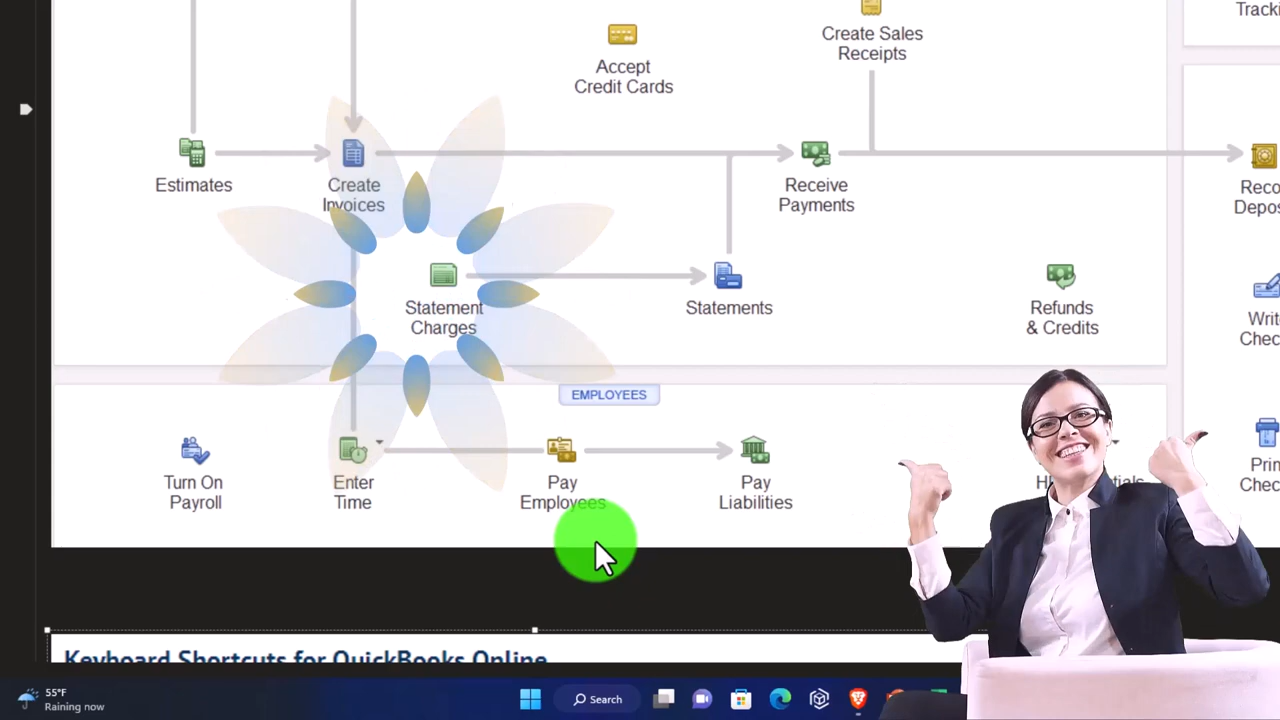 Tracki
Create Sales
Receipts
Accept
Credit Cards
Estimates
Create
Invoices
Receive
Payments
Reco
Depos
Statement
Charges
Statements
Refunds
& Credits
Writ
Chec
EMPLOYEES
Turn On
Payroll
Enter
Time
Pay
Employees
Pay
Liabilities
Prin
Chec
Keyboard Shortcuts for QuickBooks Online
55°F
Raining now
Search